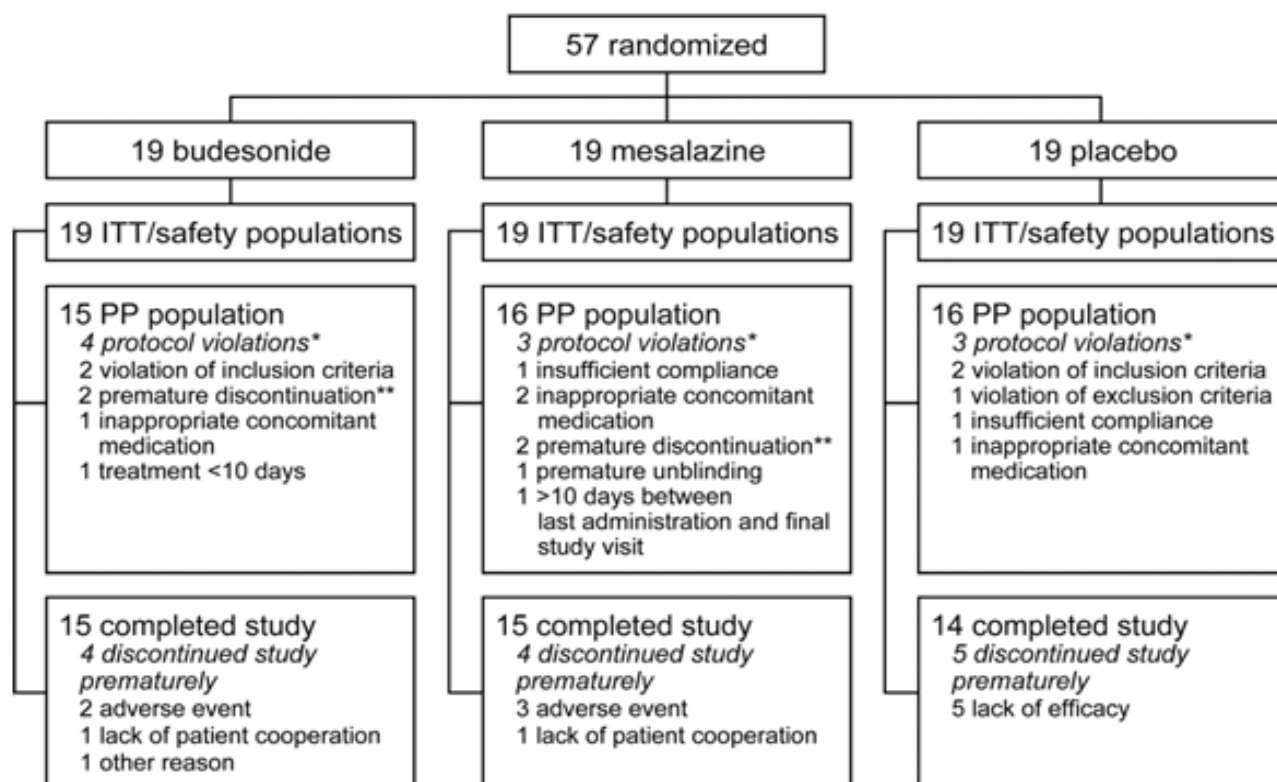 57 randomized
19 budesonide
19 ITT/safety populations
15 PP population
4 protocol violations*
2 violation of inclusion criteria
2 premature discontinuation**
1 inappropriate concomitant
medication
1 treatment <10 days
15 completed study
4 discontinued study
prematurely
2 adverse event
1 lack of patient cooperation
1 other reason
19 mesalazine
19 ITT/safety populations
16 PP population
3 protocol violations*
1 insufficient compliance
2 inappropriate concomitant
medication
2 premature discontinuation**
1 premature unblinding
1 >10 days between
last administration and final
study visit
15 completed study
4 discontinued study
prematurely
3 adverse event
1 lack of patient cooperation
19 placebo
19 ITT/safety populations
16 PP population
3 protocol violations*
2 violation of inclusion criteria
1 violation of exclusion criteria
1 insufficient compliance
1 inappropriate concomitant
medication
14 completed study
5 discontinued study
prematurely
5 lack of efficacy